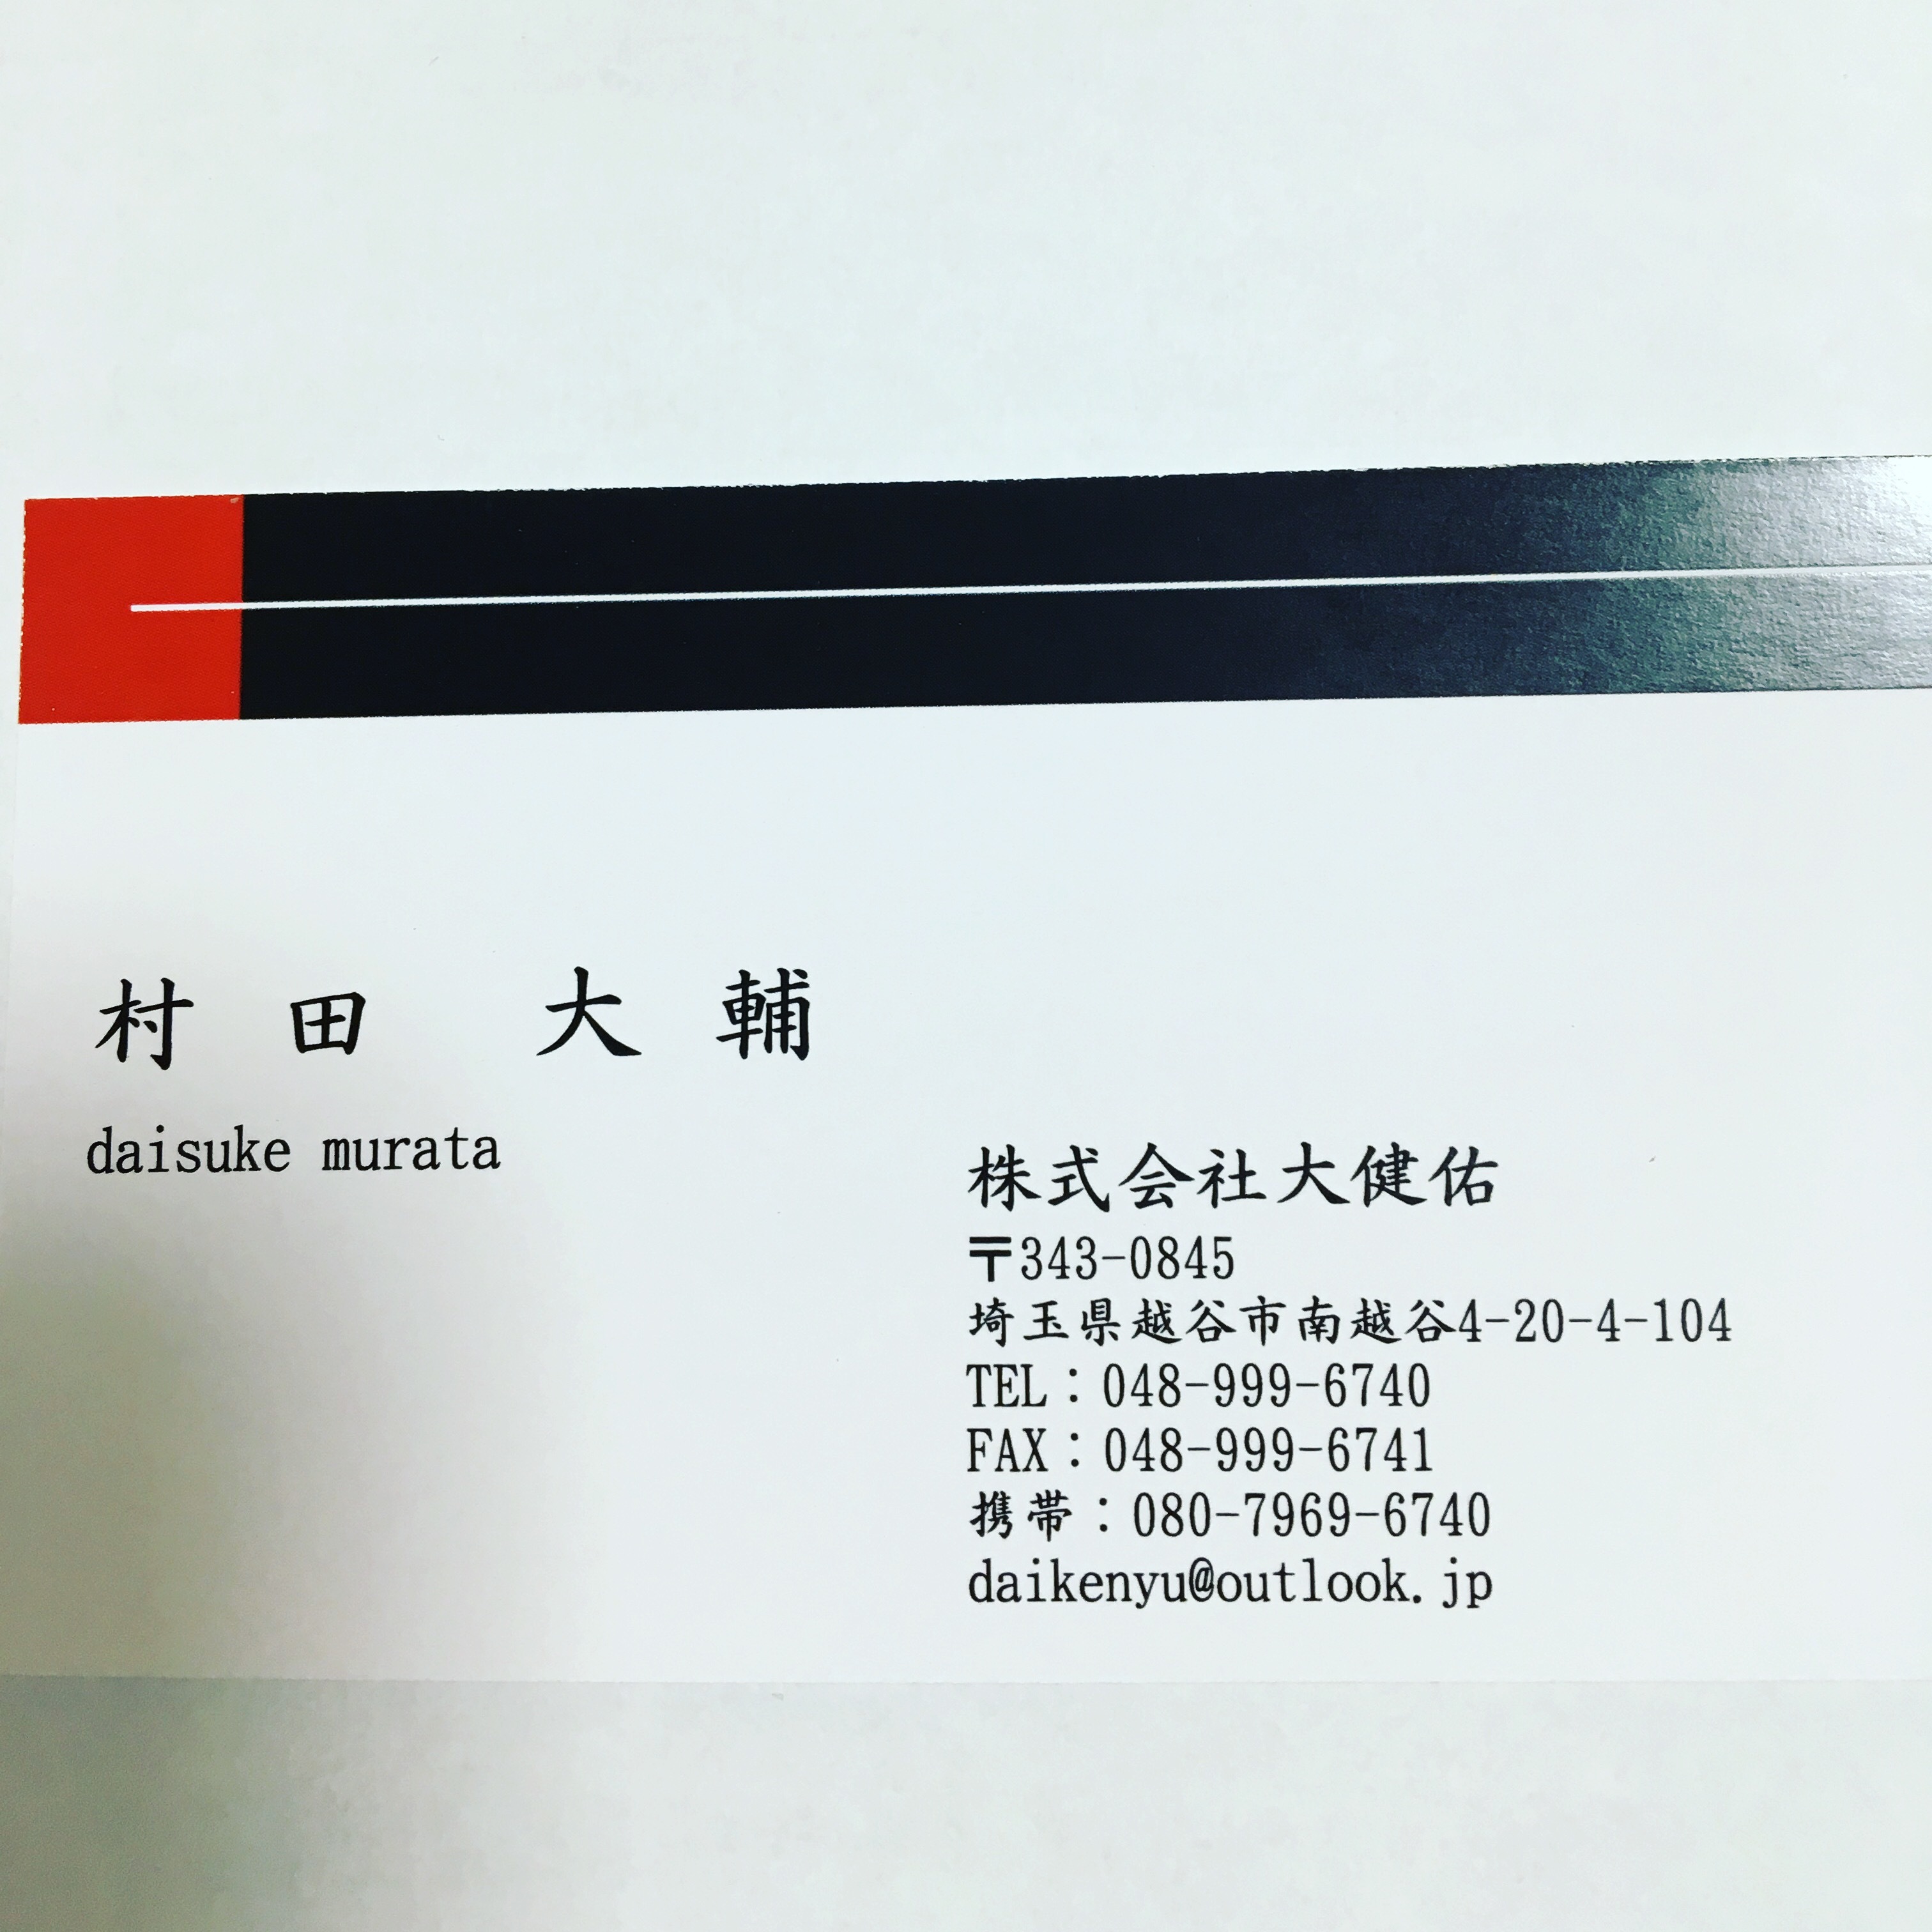 村田 大輔
daisuke murata
株式会社大健佑
〒343-0845
埼玉県越谷市南越谷4-20-4-104
TEL：048-999-6740
FAX：048-999-6741
携帯：080-7969-6740
daikenyu@outlook.jp